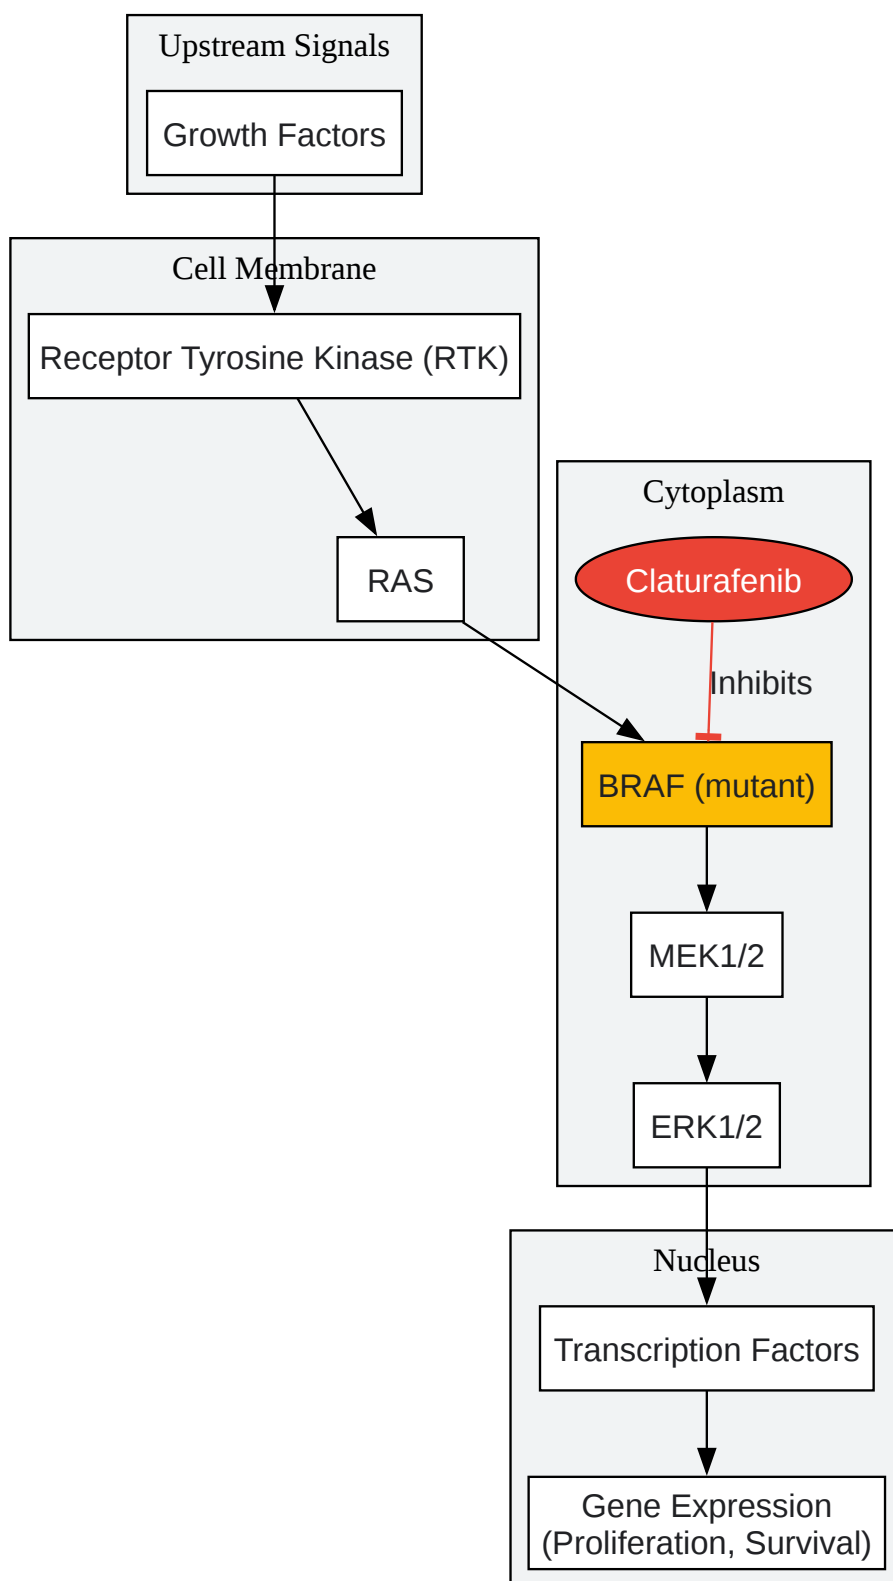 Upstream Signals
Growth Factors
Cell Membrane
Receptor Tyrosine Kinase (RTK)
RAS
Cytoplasm
Claturafenib
Inhibits
BRAF (mutant)
MEK1/2
ERK1/2
Nucleus
Transcription Factors
Gene Expression
(Proliferation, Survival)